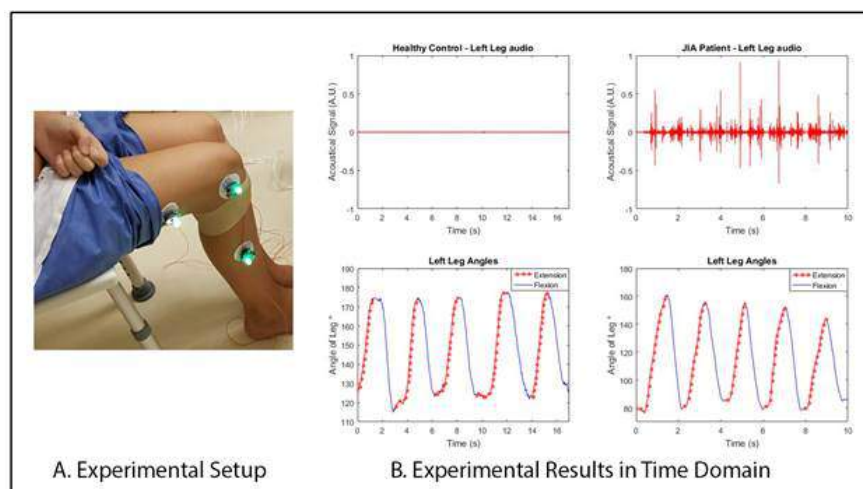 Healthy Control - Left Leg audio
Acoustical Signal (A.U.)
1
0.5
0
-0.5
-1
0 2 4 6 8 10 12 14 16
Time (s)
JIA Patient - Left Leg audio
Acoustical Signal (A.U.)
1
0.5
0
-0.5
-1
0 2 4 6 8 10
Time (s)
Left Leg Angles
Angle of Leg °
190
180
170
160
150
140
130
120
110
Extension
Flexion
0 2 4 6 8 10 12 14 16
Time (s)
Left Leg Angles
Angle of Leg °
180
160
140
120
100
80
Extension
Flexion
0 2 4 6 8 10
Time (s)
A. Experimental Setup
B. Experimental Results in Time Domain